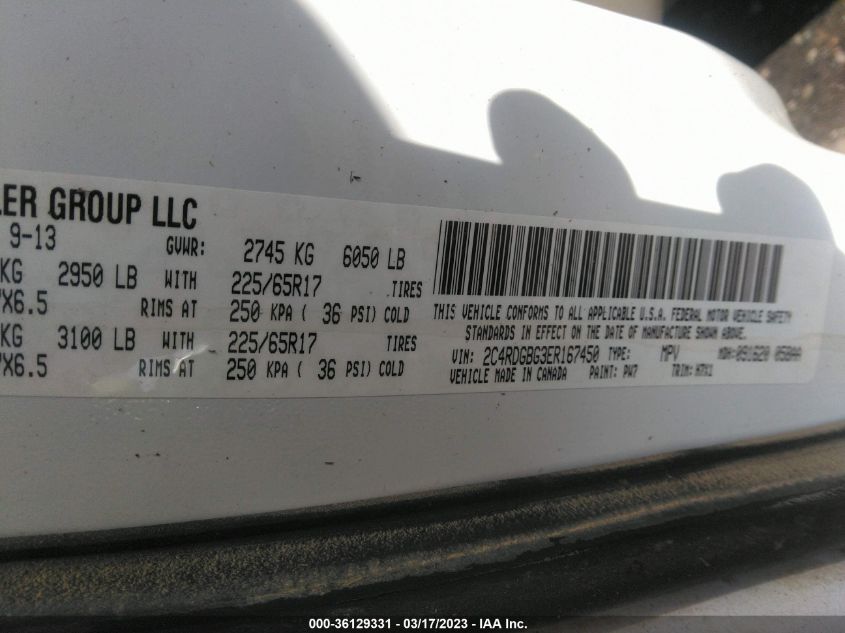 LER GROUP LLC
9-13 GVWR: 2745 KG 6050 LB
KG 2950 LB WITH 225/65R17 TIRES
X6.5 RIMS AT 250 KPA ( 36 PSI) COLD
KG 3100 LB WITH 225/65R17 TIRES
X6.5 RIMS AT 250 KPA ( 36 PSI) COLD
THIS VEHICLE CONFORMS TO ALL APPLICABLE U.S.A. FEDERAL MOTOR VEHICLE SAFETY
STANDARDS IN EFFECT ON THE DATE OF MANUFACTURE SHOWN ABOVE.
VIN: 2C4RDGBG3ER167450 TYPE: MPV MDH: 091620 058AAA
VEHICLE MADE IN CANADA PAINT: PW7 TRIM:
000-36129331 - 03/17/2023 - IAA Inc.